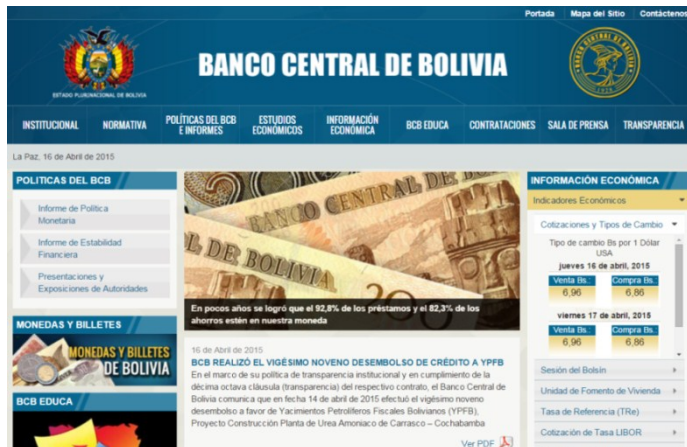 Portada Mapa del Sitio Contáctenos
ESTADO PLURINACIONAL DE BOLIVIA
BANCO CENTRAL DE BOLIVIA
BANCO CENTRAL DE BOLIVIA
1928
INSTITUCIONAL
NORMATIVA
POLÍTICAS DEL BCB
E INFORMES
ESTUDIOS
ECONÓMICOS
INFORMACIÓN
ECONÓMICA
BCB EDUCA
CONTRATACIONES
SALA DE PRENSA
TRANSPARENCIA
La Paz, 16 de Abril de 2015
POLITICAS DEL BCB
Informe de Política
Monetaria
Informe de Estabilidad
Financiera
Presentaciones y
Exposiciones de Autoridades
MONEDAS Y BILLETES
MONEDAS Y BILLETES
DE BOLIVIA
BCB EDUCA
BANCO CENTRAL DE BO
L DE BOLIVIA
200
En pocos años se logró que el 92,8% de los préstamos y el 82,3% de los
ahorros estén en nuestra moneda
16 de Abril de 2015
BCB REALIZÓ EL VIGÉSIMO NOVENO DESEMBOLSO DE CRÉDITO A YPFB
En el marco de su política de transparencia institucional y en cumplimiento de la
décima octava cláusula (transparencia) del respectivo contrato, el Banco Central de
Bolivia comunica que en fecha 14 de abril de 2015 efectuó el vigésimo noveno
desembolso a favor de Yacimientos Petrolíferos Fiscales Bolivianos (YPFB),
Proyecto Construcción Planta de Urea Amoniaco de Carrasco – Cochabamba
Ver PDF
INFORMACIÓN ECONÓMICA
Indicadores Económicos
Cotizaciones y Tipos de Cambio
Tipo de cambio Bs por 1 Dólar
USA
jueves 16 de abril, 2015
Venta Bs.: Compra Bs.:
6,96 6,86
viernes 17 de abril, 2015
Venta Bs.: Compra Bs.:
6,96 6,86
Sesión del Bolsín
Unidad de Fomento de Vivienda
Tasa de Referencia (TRe)
Cotización de Tasa LIBOR